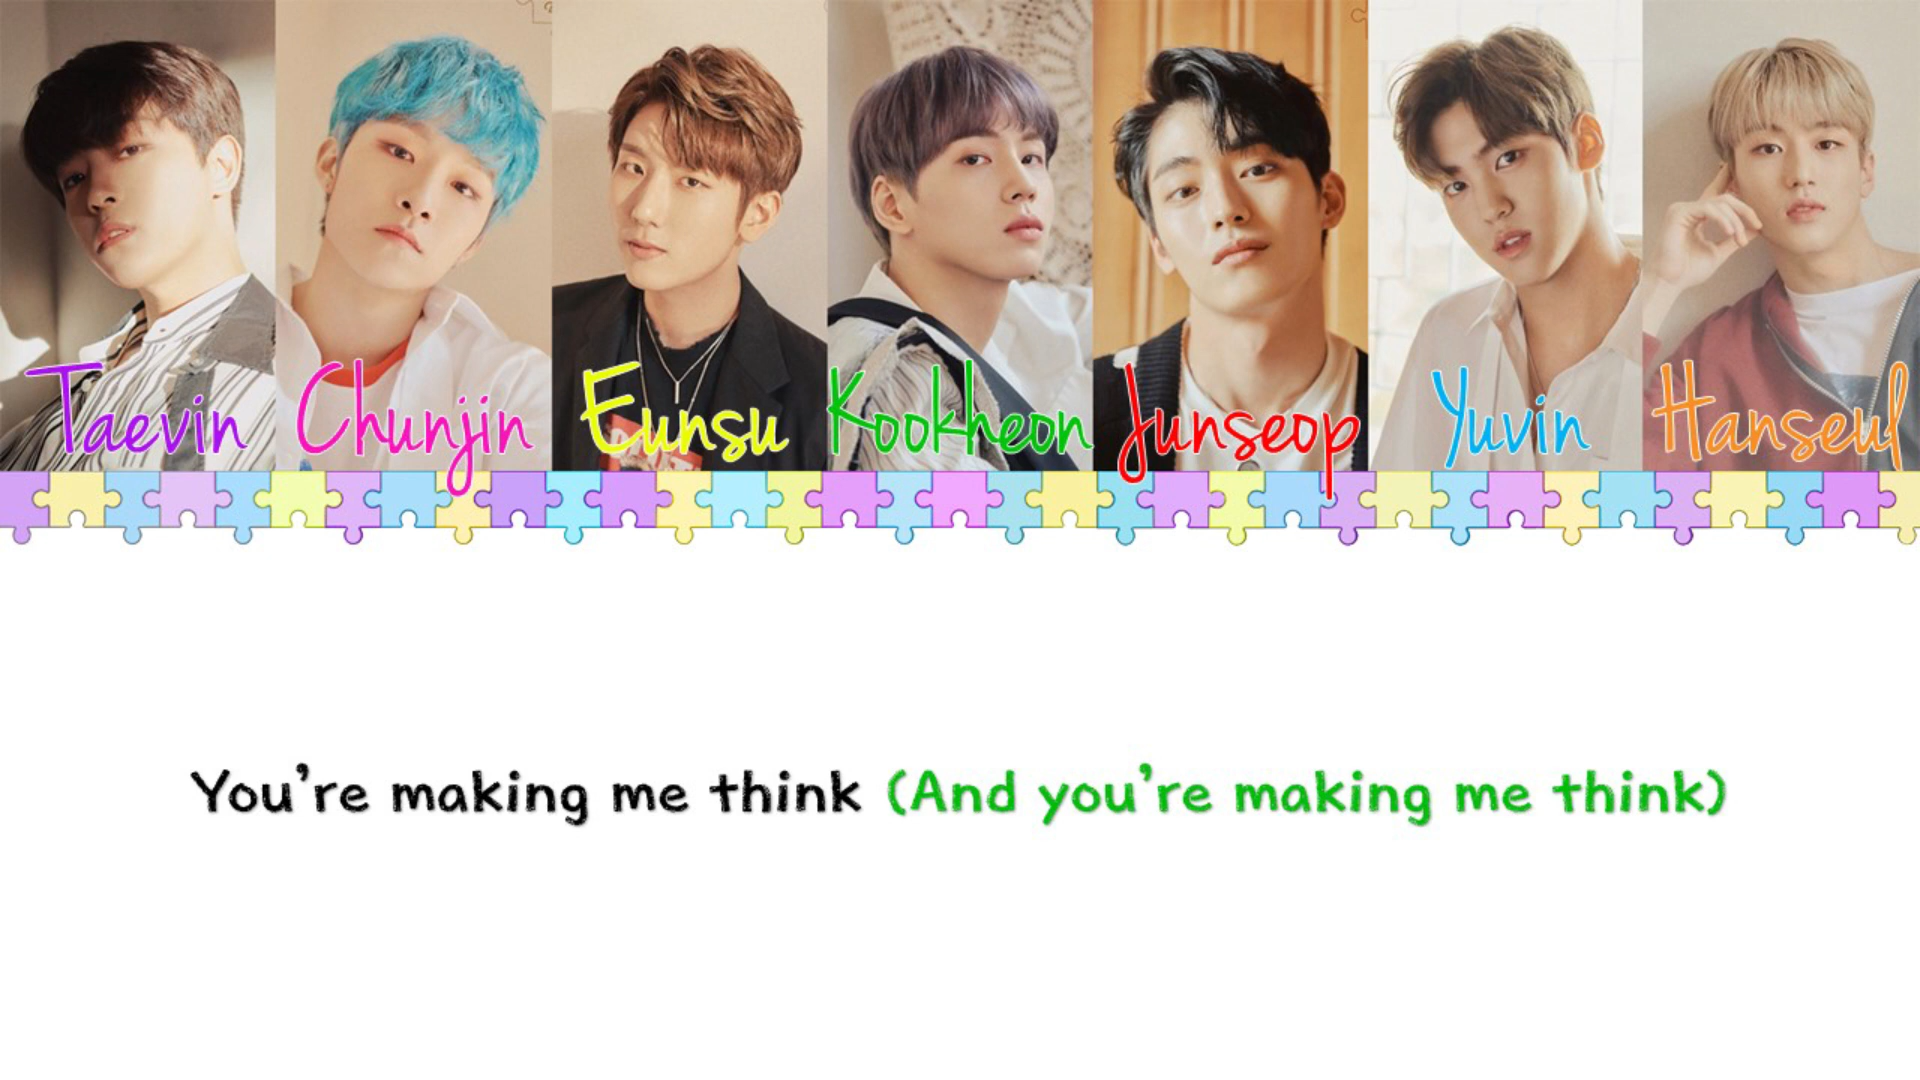 Taevin Chunjin Eunsu Kookheon Junseop Yuvin Hanseul
You’re making me think (And you’re making me think)